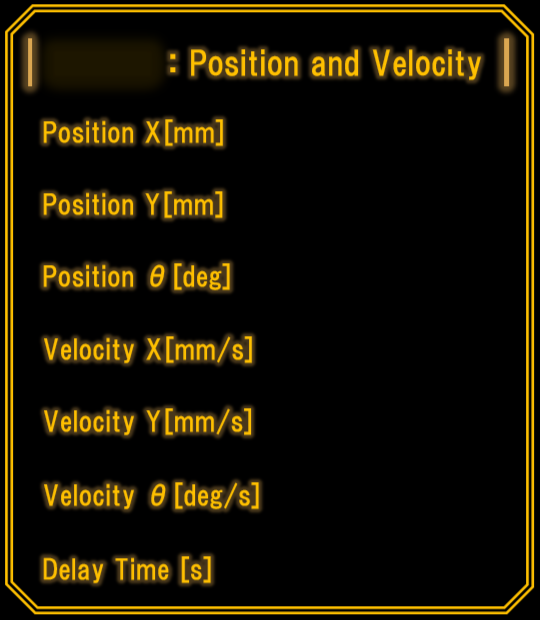 : Position and Velocity
Position X[mm]
Position Y[mm]
Position θ [deg]
Velocity X[mm/s]
Velocity Y[mm/s]
Velocity θ [deg/s]
Delay Time [s]